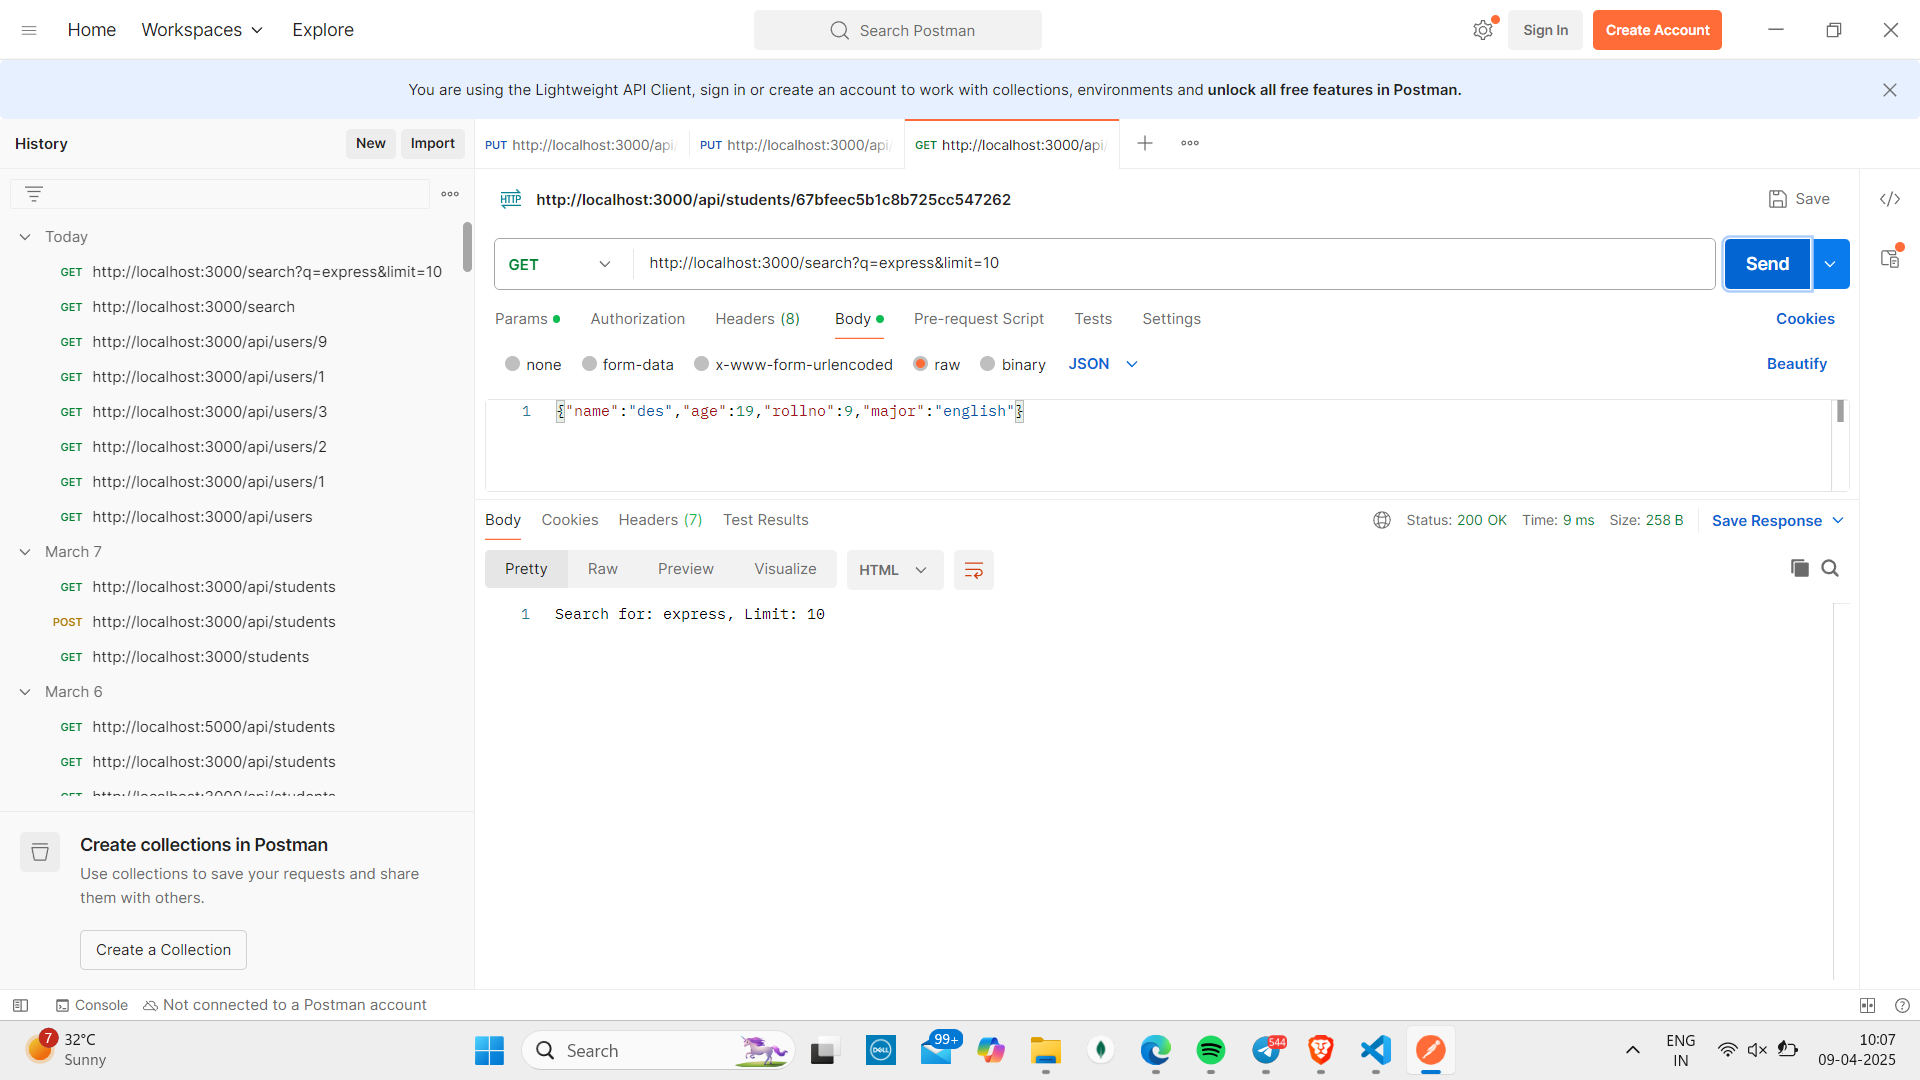 Home Workspaces Explore
Search Postman
Sign In Create Account
You are using the Lightweight API Client, sign in or create an account to work with collections, environments and unlock all free features in Postman.
History New Import
PUT http://localhost:3000/api/
PUT http://localhost:3000/api/
GET http://localhost:3000/api/
HTTP http://localhost:3000/api/students/67bfeec5b1c8b725cc547262
Save
Today
GET http://localhost:3000/search?q=express&limit=10
GET http://localhost:3000/search
GET http://localhost:3000/api/users/9
GET http://localhost:3000/api/users/1
GET http://localhost:3000/api/users/3
GET http://localhost:3000/api/users/2
GET http://localhost:3000/api/users/1
GET http://localhost:3000/api/users
March 7
GET http://localhost:3000/api/students
POST http://localhost:3000/api/students
GET http://localhost:3000/students
March 6
GET http://localhost:5000/api/students
GET http://localhost:3000/api/students
GET http://localhost:3000/api/students
Create collections in Postman
Use collections to save your requests and share
them with others.
Create a Collection
GET http://localhost:3000/search?q=express&limit=10 Send
Params Authorization Headers (8) Body Pre-request Script Tests Settings Cookies
none form-data x-www-form-urlencoded raw binary JSON Beautify
1 {"name":"des","age":19,"rollno":9,"major":"english"}
Body Cookies Headers (7) Test Results Status: 200 OK Time: 9 ms Size: 258 B Save Response
Pretty Raw Preview Visualize HTML
1 Search for: express, Limit: 10
Console Not connected to a Postman account
7 32°C
Sunny
Search
DELL
99+
544
ENG
IN
10:07
09-04-2025